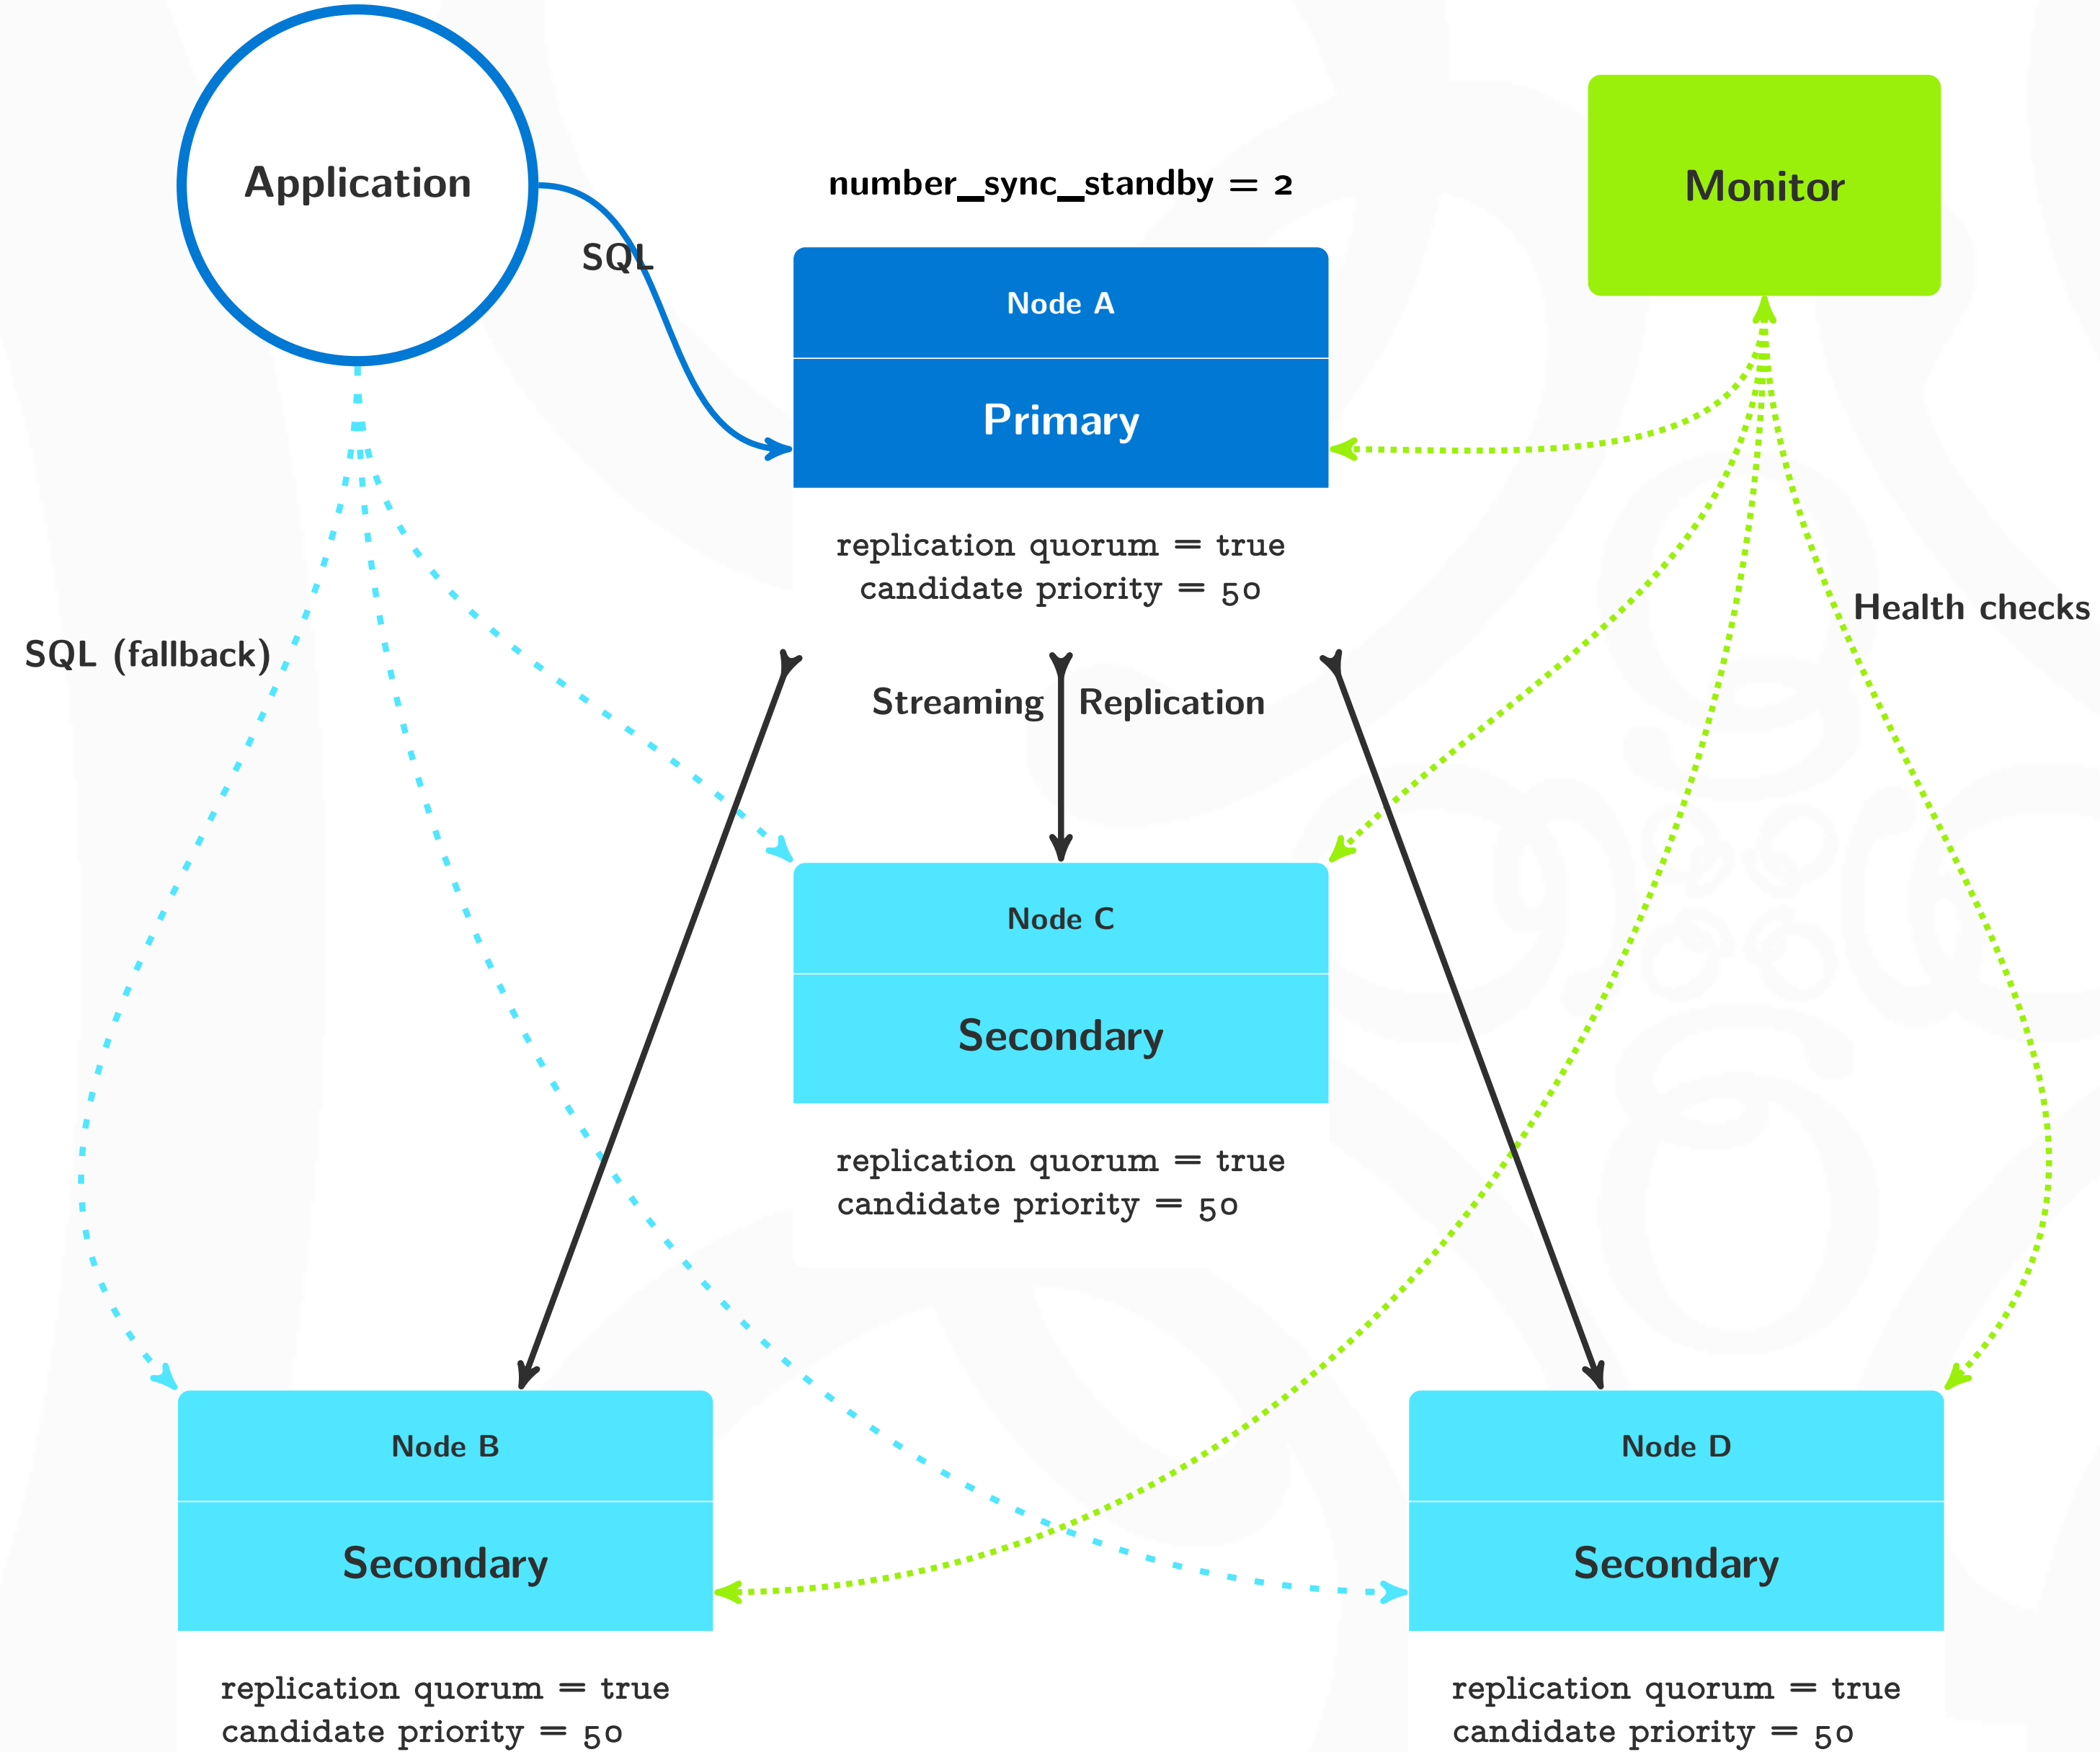 Application
number_sync_standby = 2
Monitor
SQL
Node A
Primary
replication quorum = true
candidate priority = 50
Health checks
SQL (fallback)
Streaming Replication
Node C
Secondary
replication quorum = true
candidate priority = 50
Node B
Secondary
replication quorum = true
candidate priority = 50
Node D
Secondary
replication quorum = true
candidate priority = 50